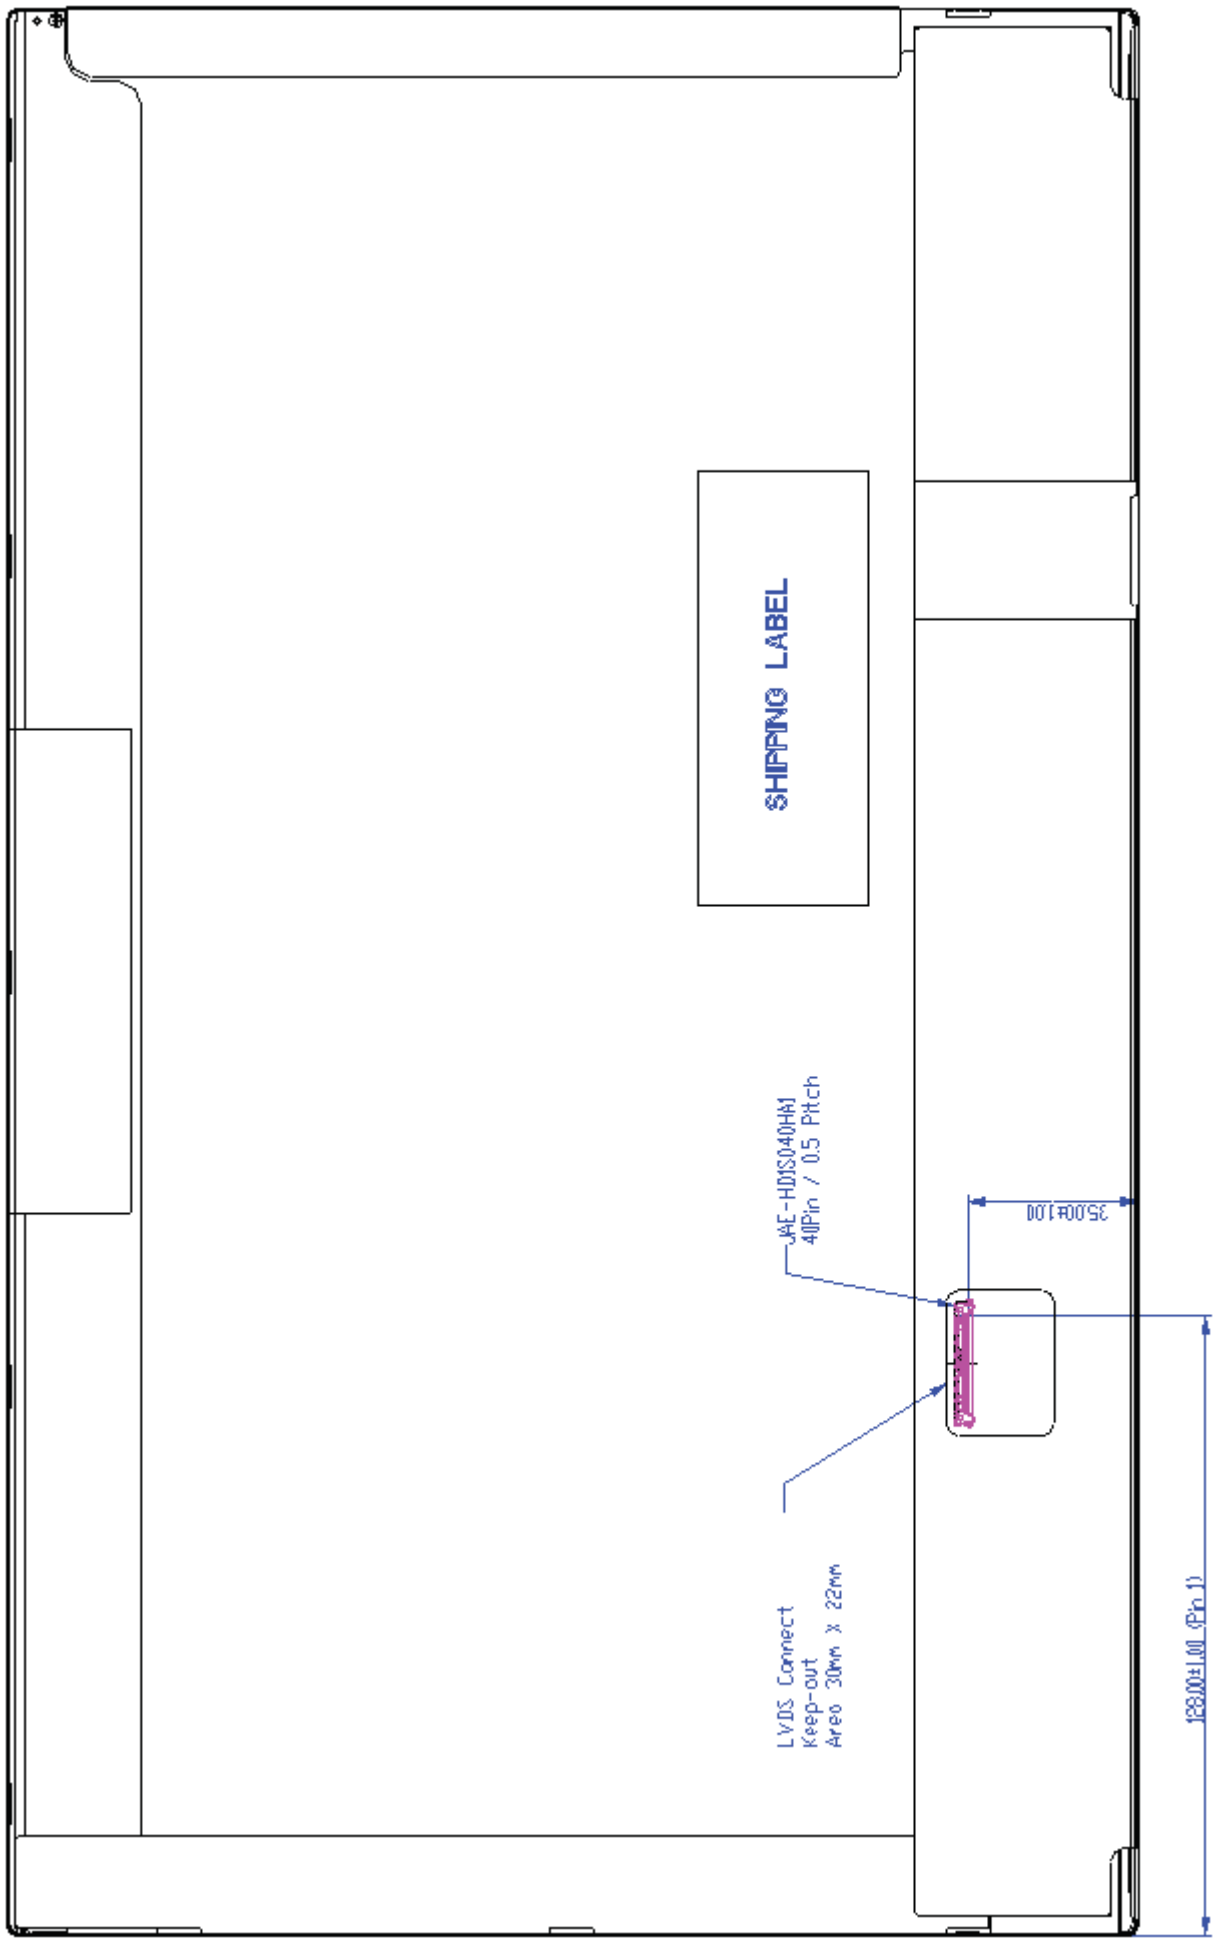 SHIPPING LABEL
JAE-HD1S040HA1
40Pin / 0.5 Pitch
35.00±1.00
LVDS Connect
Keep-out
Area 30mm X 22mm
128.00±1.00 (Pin 1)